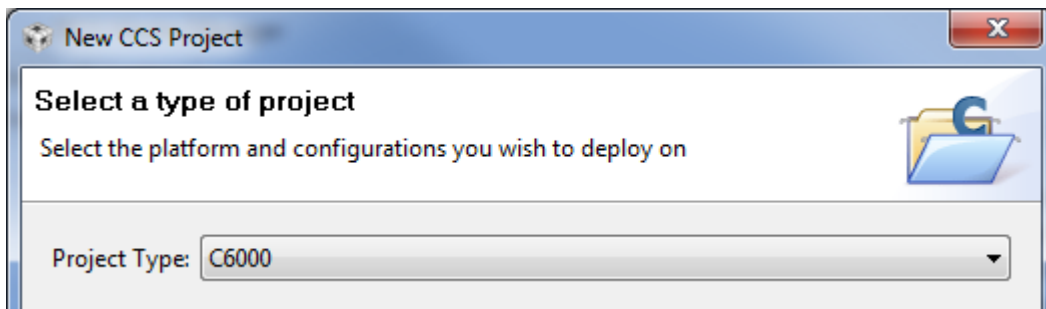 New CCS Project
Select a type of project
Select the platform and configurations you wish to deploy on
Project Type: C6000